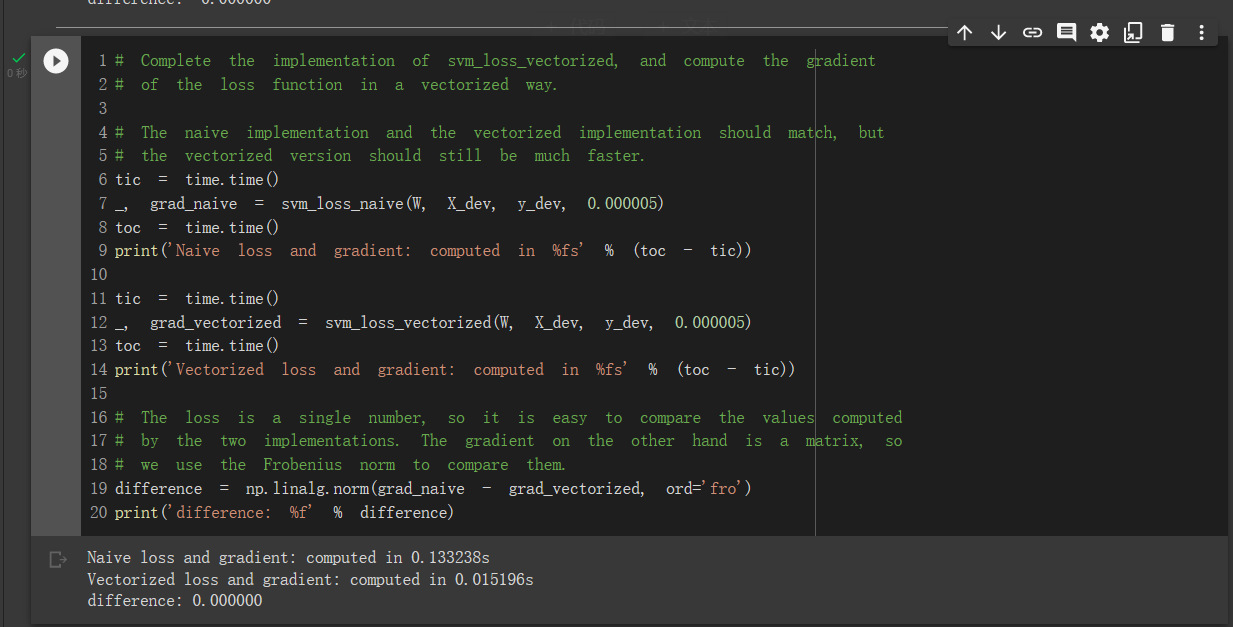 difference: 0.000000
0 秒
1 # Complete the implementation of svm_loss_vectorized, and compute the gradient
2 # of the loss function in a vectorized way.
3
4 # The naive implementation and the vectorized implementation should match, but
5 # the vectorized version should still be much faster.
6 tic = time.time()
7 _, grad_naive = svm_loss_naive(W, X_dev, y_dev, 0.000005)
8 toc = time.time()
9 print('Naive loss and gradient: computed in %fs' % (toc - tic))
10
11 tic = time.time()
12 _, grad_vectorized = svm_loss_vectorized(W, X_dev, y_dev, 0.000005)
13 toc = time.time()
14 print('Vectorized loss and gradient: computed in %fs' % (toc - tic))
15
16 # The loss is a single number, so it is easy to compare the values computed
17 # by the two implementations. The gradient on the other hand is a matrix, so
18 # we use the Frobenius norm to compare them.
19 difference = np.linalg.norm(grad_naive - grad_vectorized, ord='fro')
20 print('difference: %f' % difference)
Naive loss and gradient: computed in 0.133238s
Vectorized loss and gradient: computed in 0.015196s
difference: 0.000000